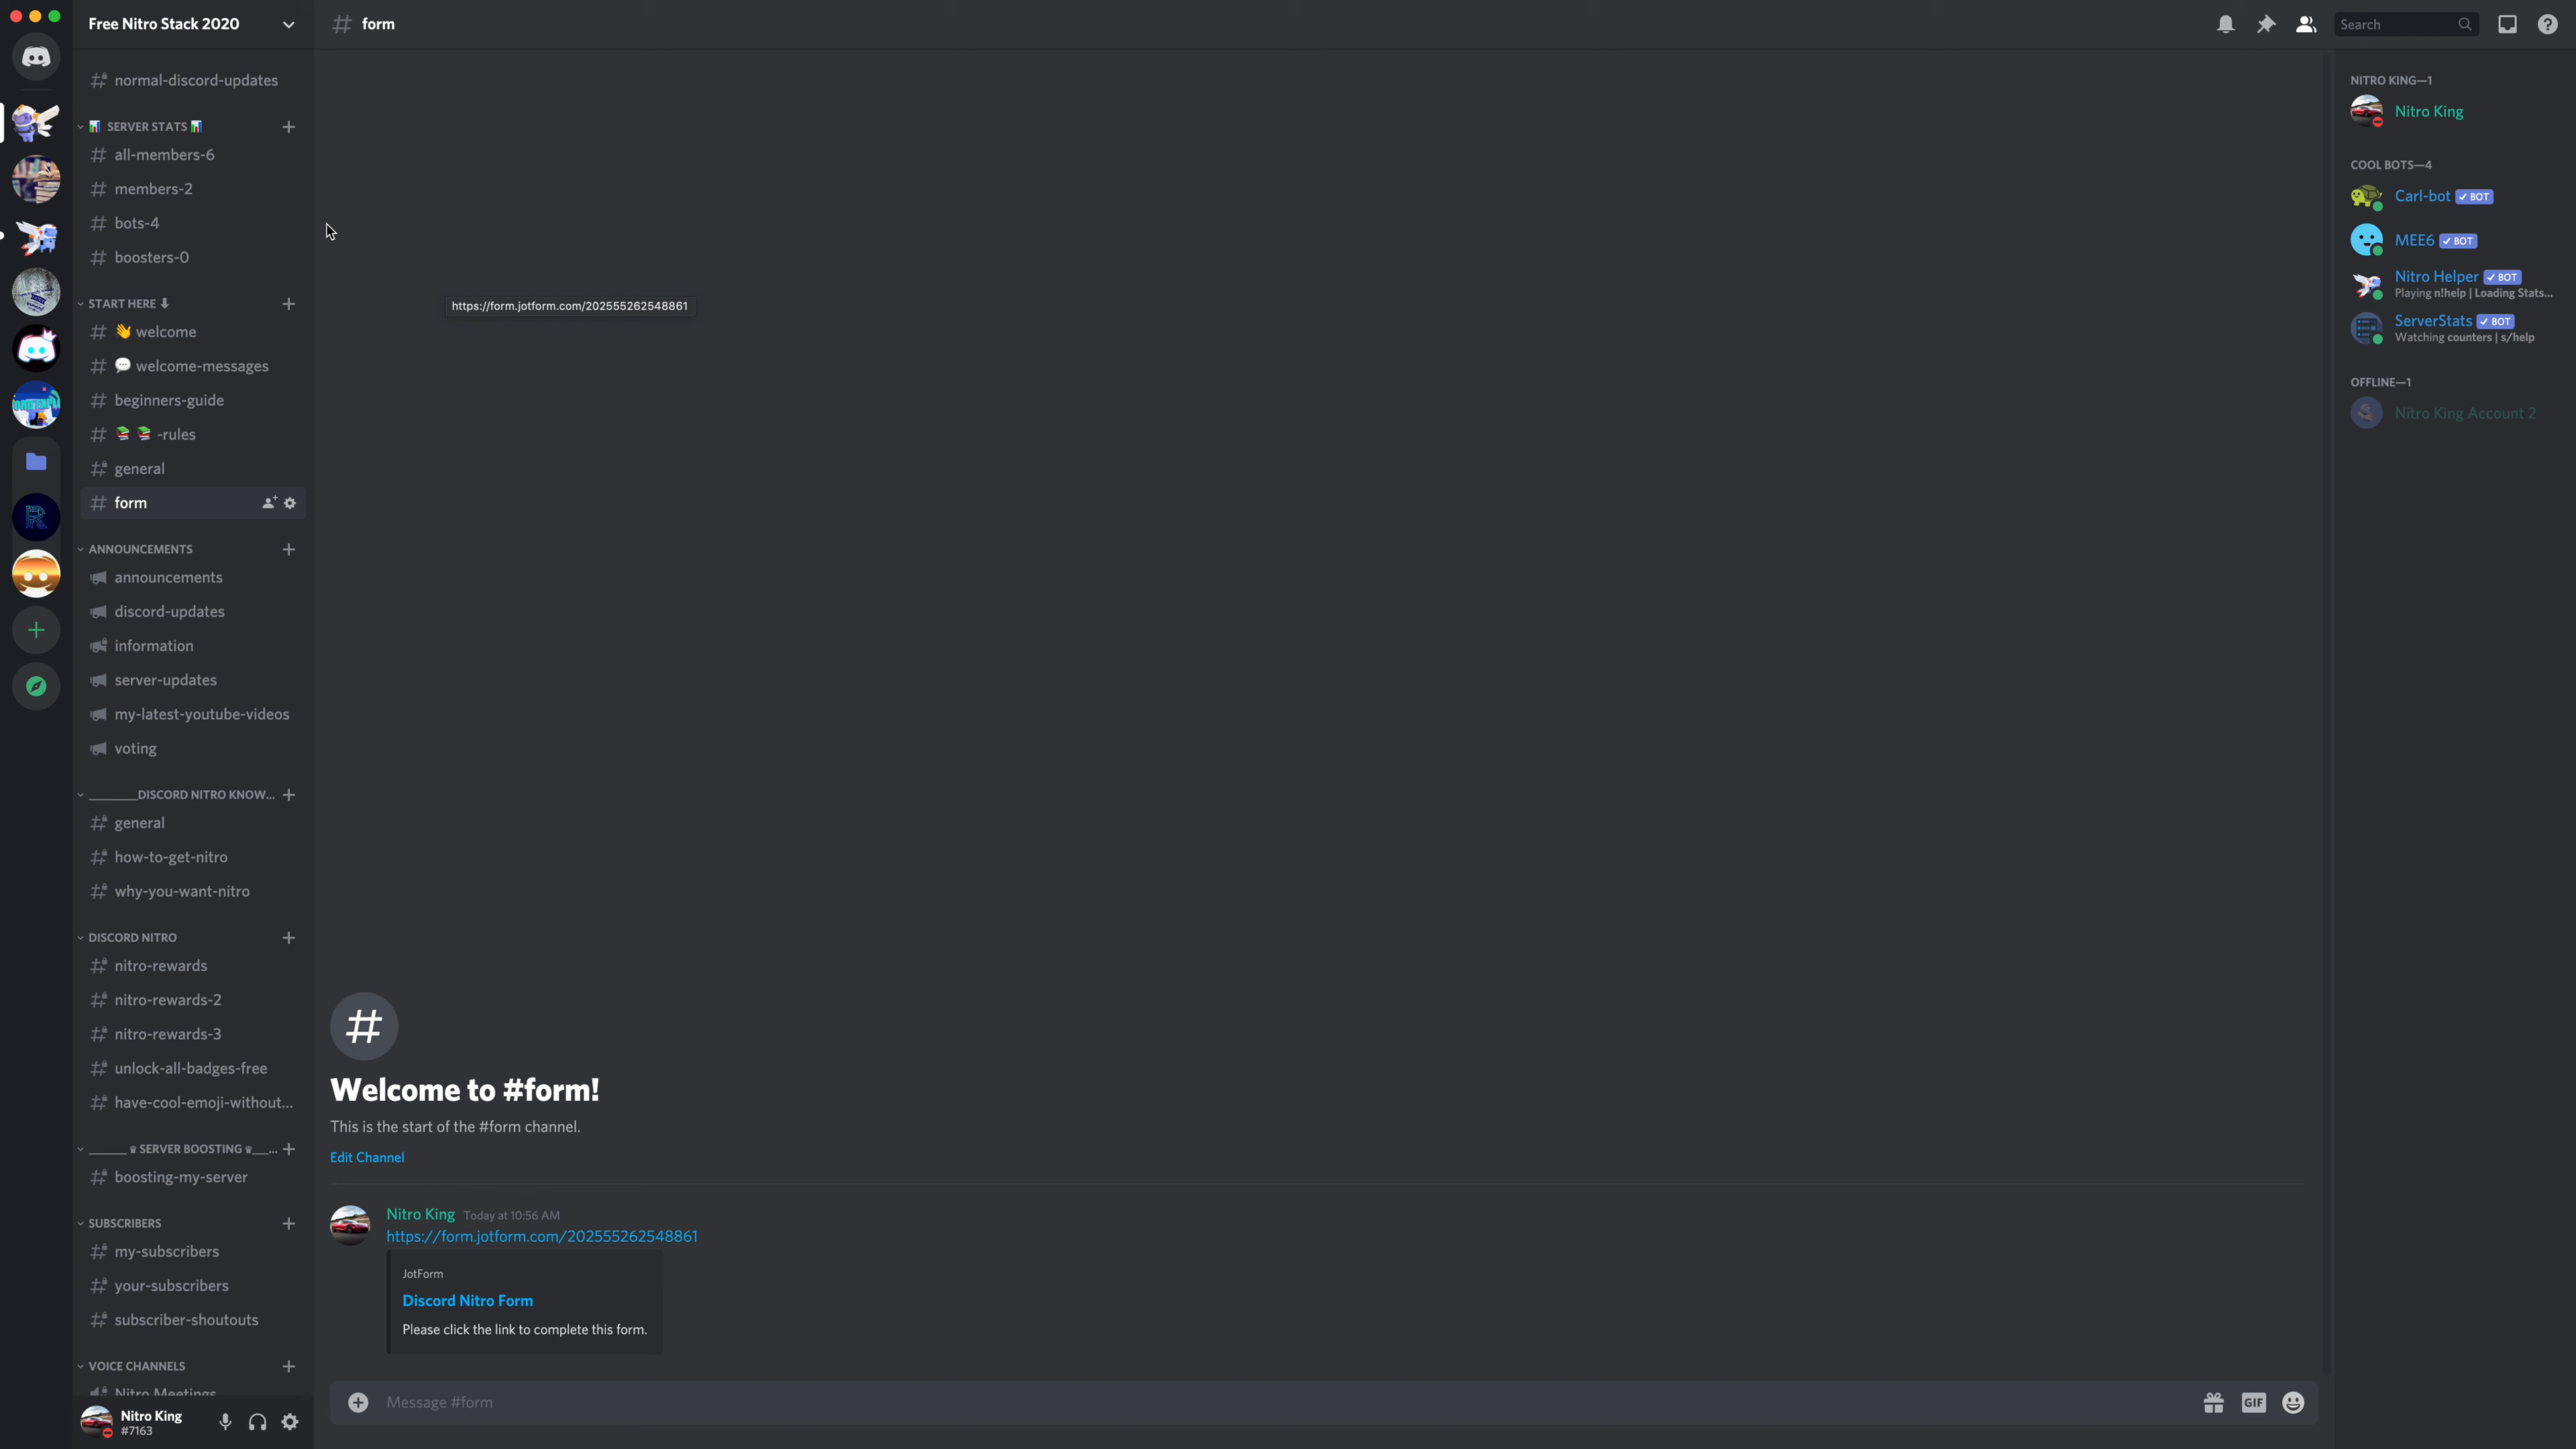 Free Nitro Stack 2020
form
Search
normal-discord-updates
SERVER STATS
all-members-6
members-2
bots-4
boosters-0
START HERE
👋 welcome
💬 welcome-messages
beginners-guide
📚 📚 -rules
general
form
ANNOUNCEMENTS
announcements
discord-updates
information
server-updates
my-latest-youtube-videos
voting
________DISCORD NITRO KNOW...
general
how-to-get-nitro
why-you-want-nitro
DISCORD NITRO
nitro-rewards
nitro-rewards-2
nitro-rewards-3
unlock-all-badges-free
have-cool-emoji-without...
______ ♛ SERVER BOOSTING ♛___...
boosting-my-server
SUBSCRIBERS
my-subscribers
your-subscribers
subscriber-shoutouts
VOICE CHANNELS
Nitro Meetings
Nitro King
#7163
https://form.jotform.com/202555262548861
Welcome to #form!
This is the start of the #form channel.
Edit Channel
Nitro King Today at 10:56 AM
https://form.jotform.com/202555262548861
JotForm
Discord Nitro Form
Please click the link to complete this form.
Message #form
GIF
NITRO KING—1
Nitro King
COOL BOTS—4
Carl-bot ✓ BOT
MEE6 ✓ BOT
Nitro Helper ✓ BOT
Playing n!help | Loading Stats...
ServerStats ✓ BOT
Watching counters | s/help
OFFLINE—1
Nitro King Account 2